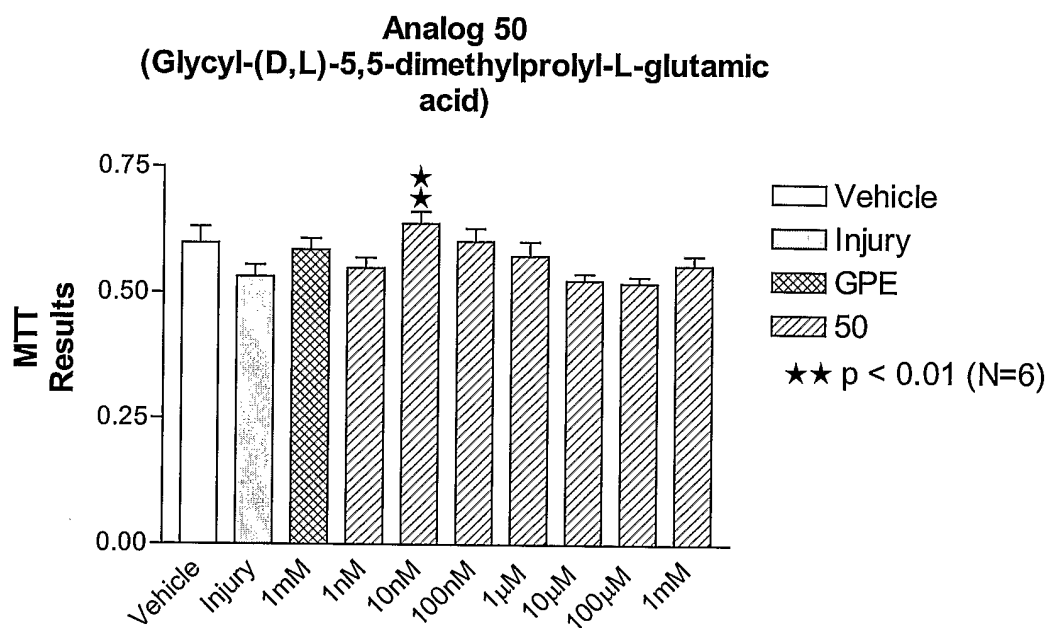 Analog 50
(Glycyl-(D,L)-5,5-dimethylprolyl-L-glutamic
acid)
MTT
Results
0.75
0.50
0.25
0.00
Vehicle
Injury
1mM
1nM
10nM
100nM
1µM
10µM
100µM
1mM
★
★
Vehicle
Injury
GPE
50
★★ p < 0.01 (N=6)